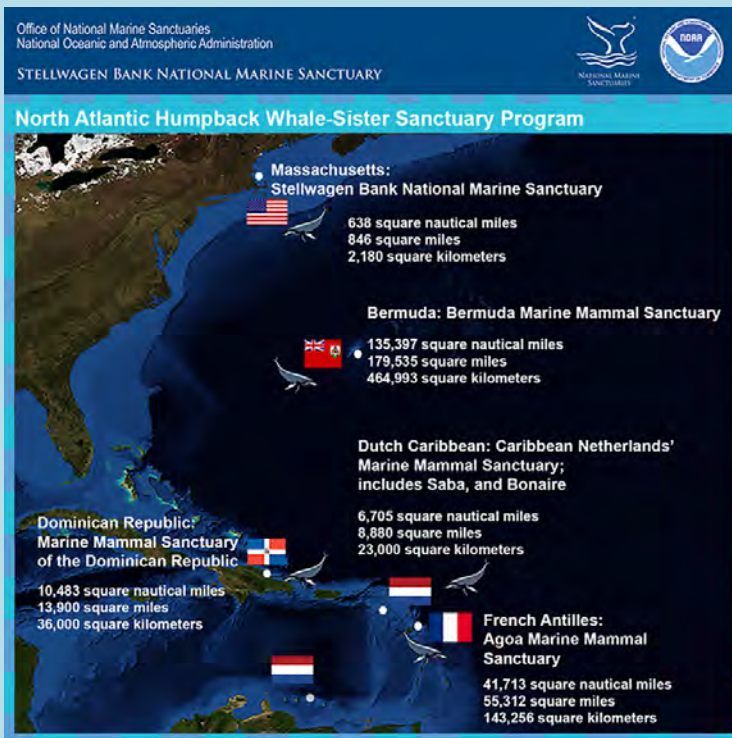 Office of National Marine Sanctuaries
National Oceanic and Atmospheric Administration
STELLWAGEN BANK NATIONAL MARINE SANCTUARY
NATIONAL MARINE
SANCTUARIES
NOAA
North Atlantic Humpback Whale-Sister Sanctuary Program
Massachusetts:
Stellwagen Bank National Marine Sanctuary
638 square nautical miles
846 square miles
2,180 square kilometers
Bermuda: Bermuda Marine Mammal Sanctuary
135,397 square nautical miles
179,535 square miles
464,993 square kilometers
Dutch Caribbean: Caribbean Netherlands'
Marine Mammal Sanctuary;
includes Saba, and Bonaire
6,705 square nautical miles
8,880 square miles
23,000 square kilometers
Dominican Republic:
Marine Mammal Sanctuary
of the Dominican Republic
10,483 square nautical miles
13,900 square miles
36,000 square kilometers
French Antilles:
Agoa Marine Mammal
Sanctuary
41,713 square nautical miles
55,312 square miles
143,256 square kilometers